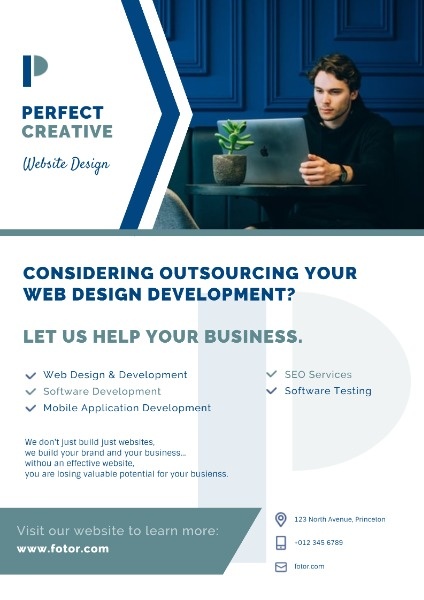 PERFECT
CREATIVE
Website Design
CONSIDERING OUTSOURCING YOUR
WEB DESIGN DEVELOPMENT?
LET US HELP YOUR BUSINESS.
Web Design & Development
Software Development
Mobile Application Development
SEO Services
Software Testing
We don't just build just websites,
we build your brand and your business...
withou an effective website,
you are losing valuable potential for your busienss.
Visit our website to learn more:
www.fotor.com
123 North Avenue, Princeton
+012 345 6789
fotor.com